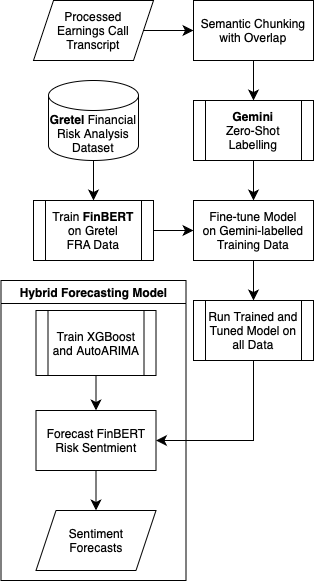 Processed
Earnings Call
Transcript
Semantic Chunking
with Overlap
Gretel Financial
Risk Analysis
Dataset
Gemini
Zero-Shot
Labelling
Train FinBERT
on Gretel
FRA Data
Fine-tune Model
on Gemini-labelled
Training Data
Hybrid Forecasting Model
Train XGBoost
and AutoARIMA
Run Trained and
Tuned Model on
all Data
Forecast FinBERT
Risk Sentmient
Sentiment
Forecasts